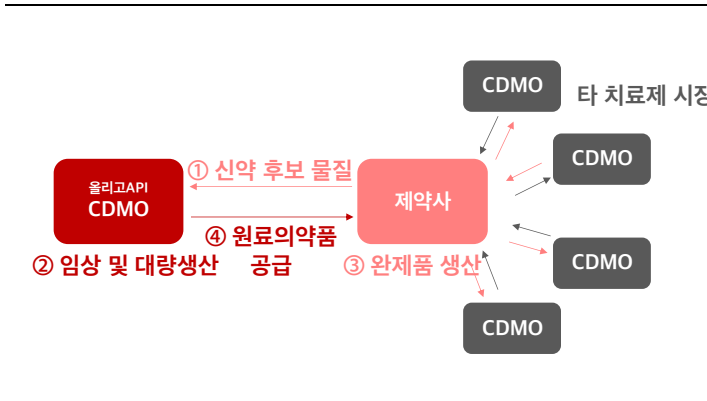 CDMO
타 치료제 시장
CDMO
① 신약 후보 물질
올리고API
CDMO
제약사
④ 원료의약품
공급
② 임상 및 대량생산
③ 완제품 생산
CDMO
CDMO